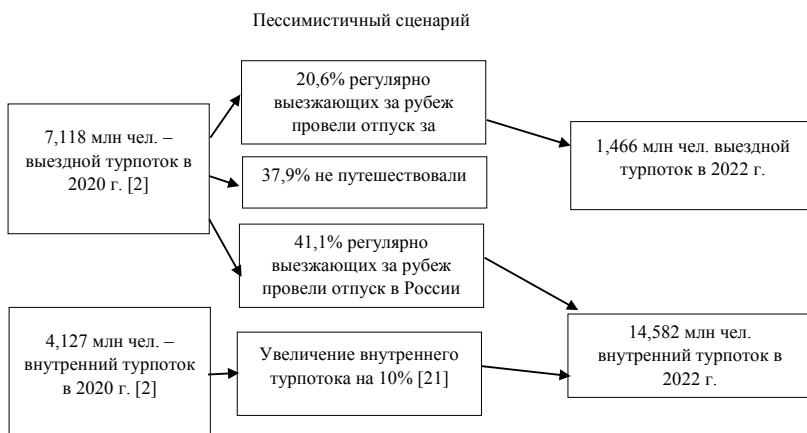 Пессимистичный сценарий
20,6% регулярно
выезжающих за рубеж
провели отпуск за
7,118 млн чел. –
выездной турпоток в
2020 г. [2]
1,466 млн чел. выездной
турпоток в 2022 г.
37,9% не путешествовали
41,1% регулярно
выезжающих за рубеж
провели отпуск в России
4,127 млн чел. –
внутренний турпоток
в 2020 г. [2]
Увеличение внутреннего
турпотока на 10% [21]
14,582 млн чел.
внутренний турпоток в
2022 г.